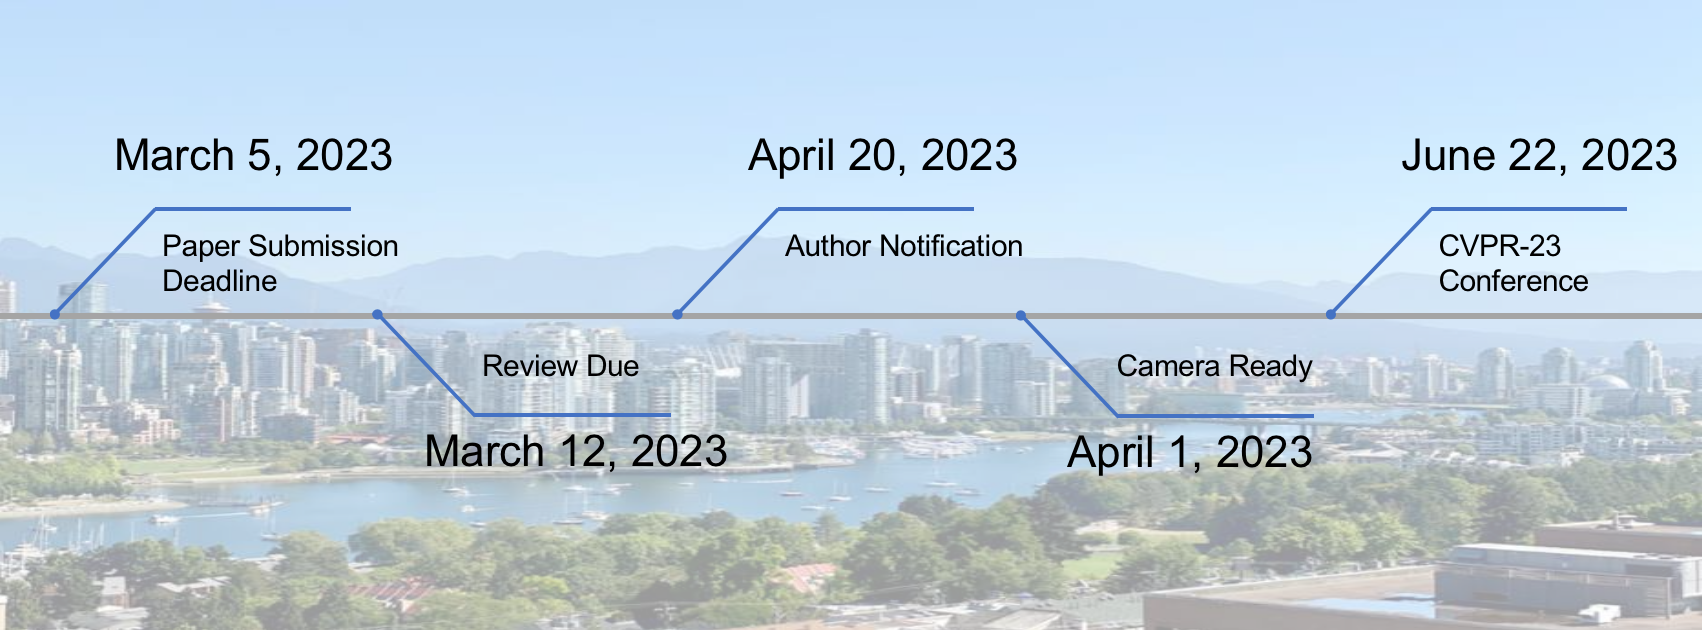 March 5, 2023
Paper Submission
Deadline
Review Due
March 12, 2023
April 20, 2023
Author Notification
Camera Ready
April 1, 2023
June 22, 2023
CVPR-23
Conference